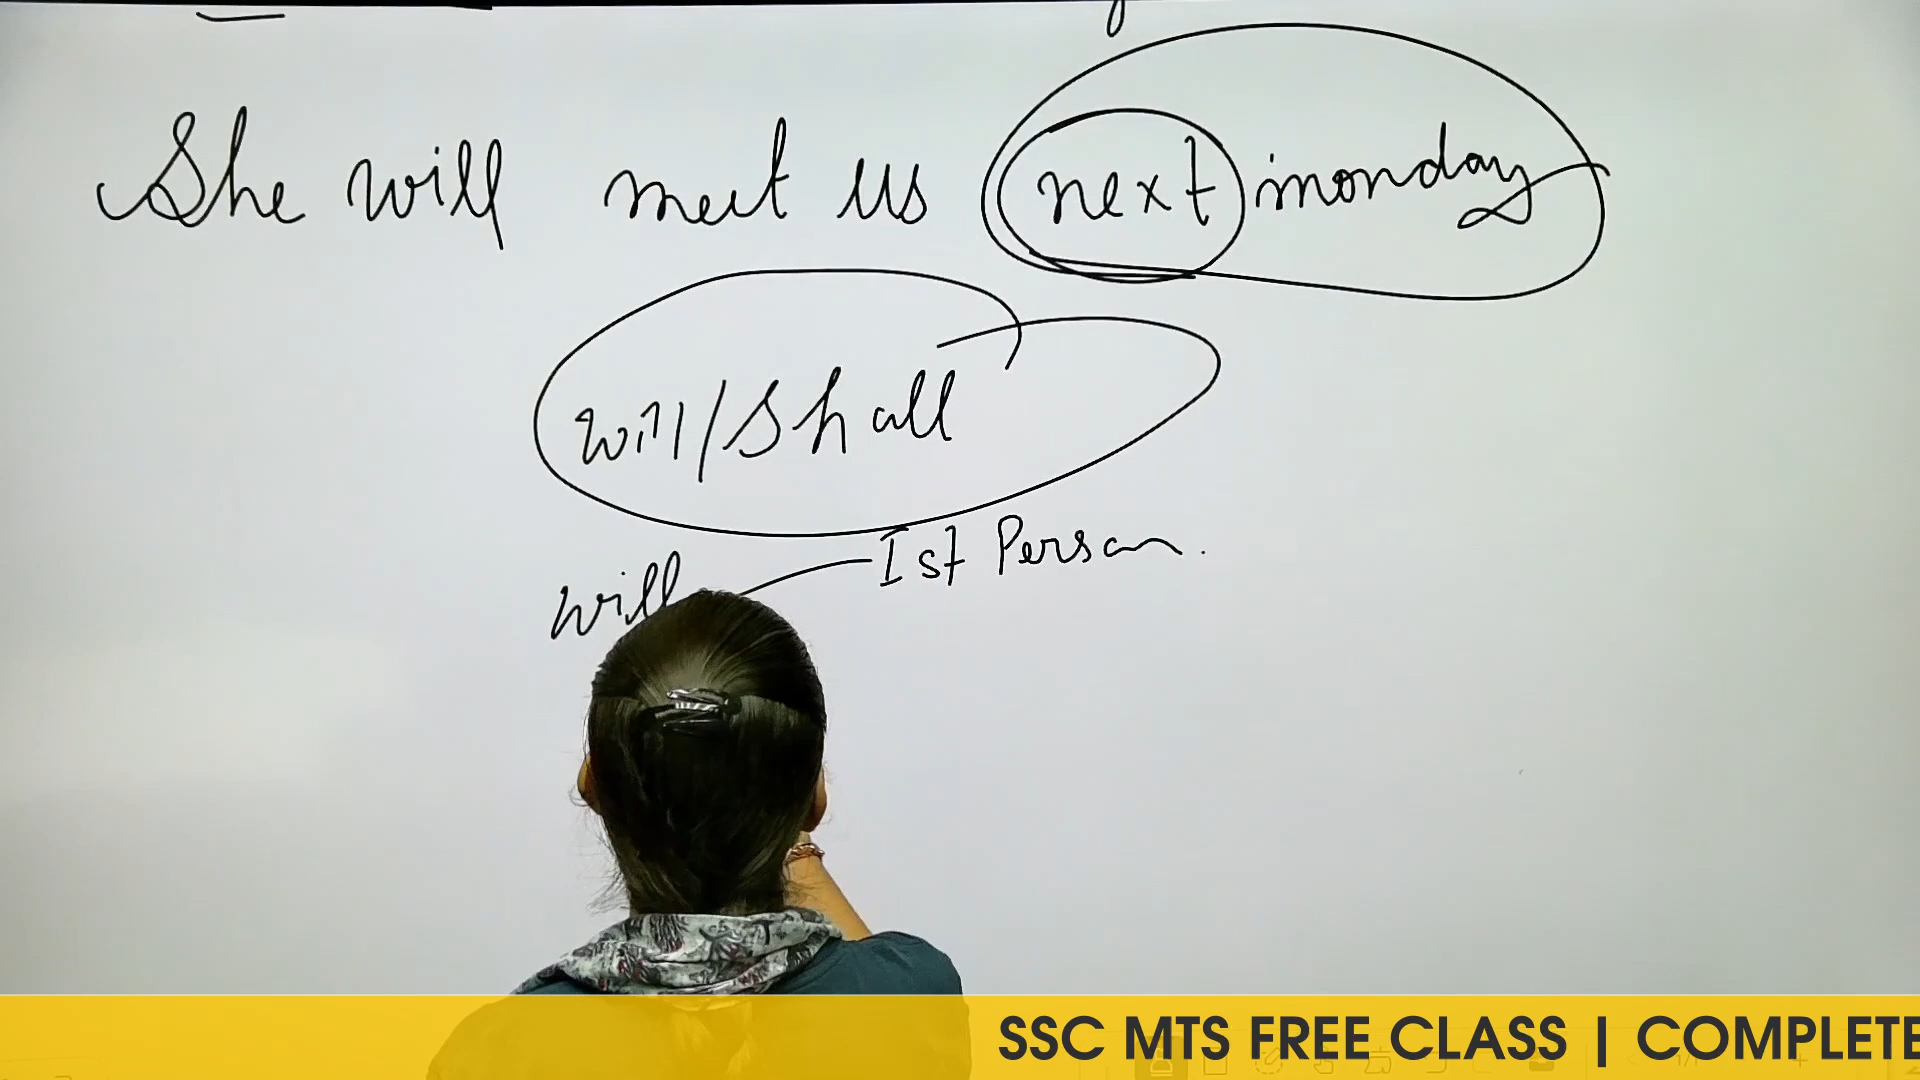 She will meet us next monday
will/shall
will Ist Person.
SSC MTS FREE CLASS | COMPLETE